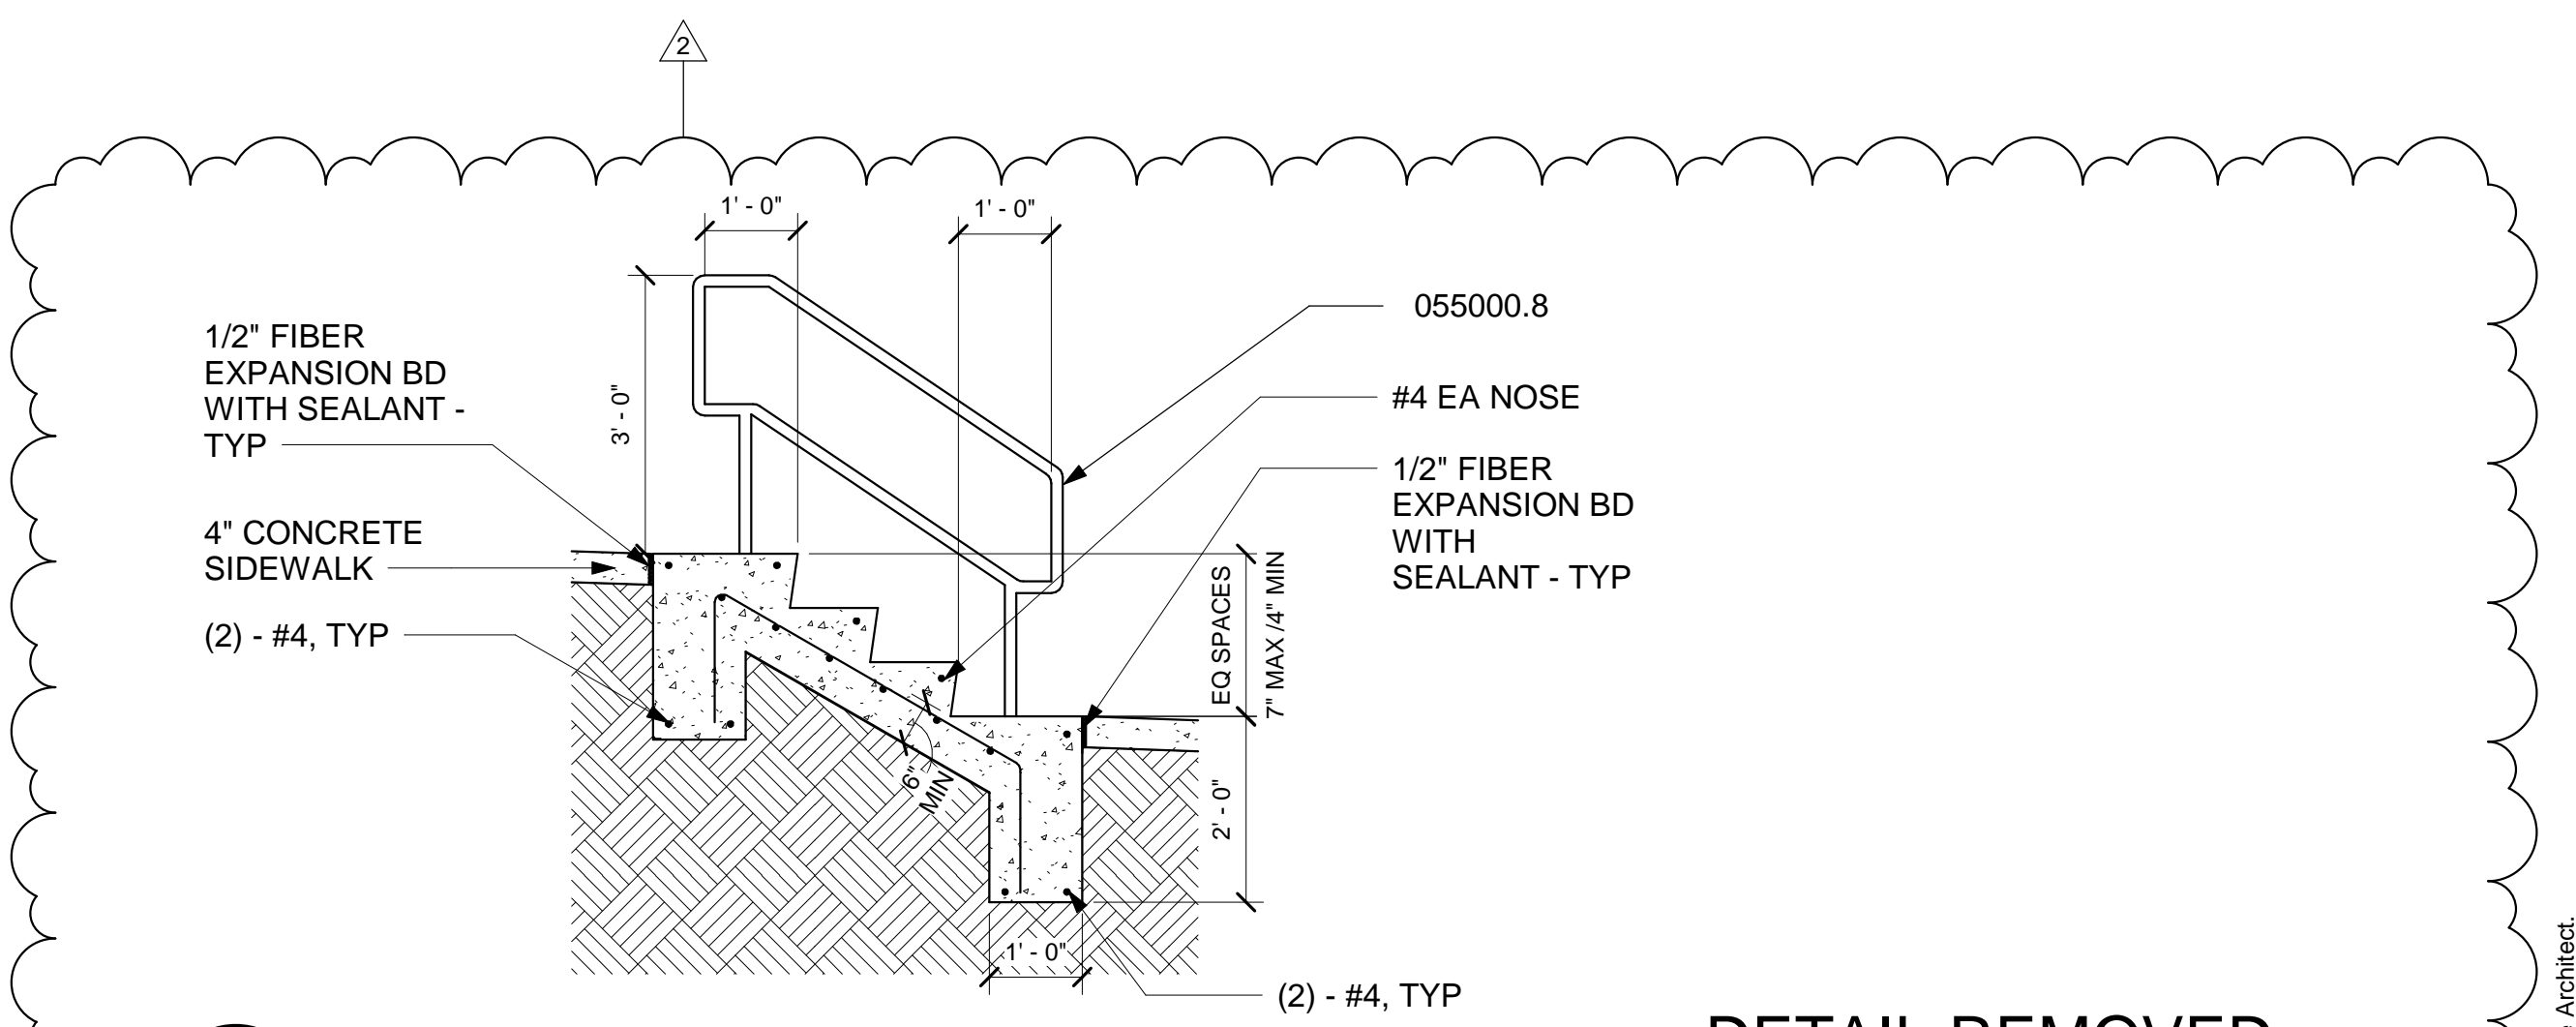 2
1' - 0"
1' - 0"
3' - 0"
1/2" FIBER
EXPANSION BD
WITH SEALANT -
TYP
4" CONCRETE
SIDEWALK
(2) - #4, TYP
055000.8
#4 EA NOSE
1/2" FIBER
EXPANSION BD
WITH
SEALANT - TYP
EQ SPACES
7" MAX /4" MIN
6"
MIN
2' - 0"
1' - 0"
(2) - #4, TYP
DETAIL REMOVED
Architect.